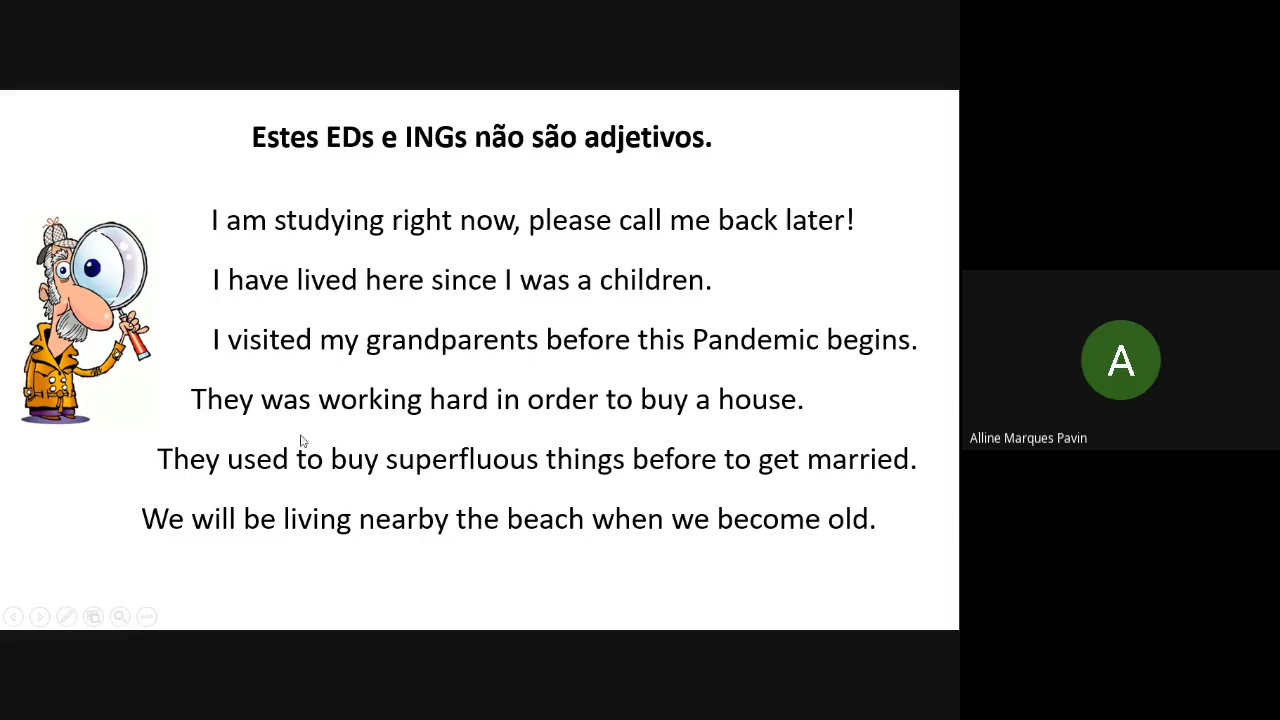 Estes EDs e INGs não são adjetivos.
I am studying right now, please call me back later!
I have lived here since I was a children.
I visited my grandparents before this Pandemic begins.
They was working hard in order to buy a house.
They used to buy superfluous things before to get married.
We will be living nearby the beach when we become old.
A
Alline Marques Pavin